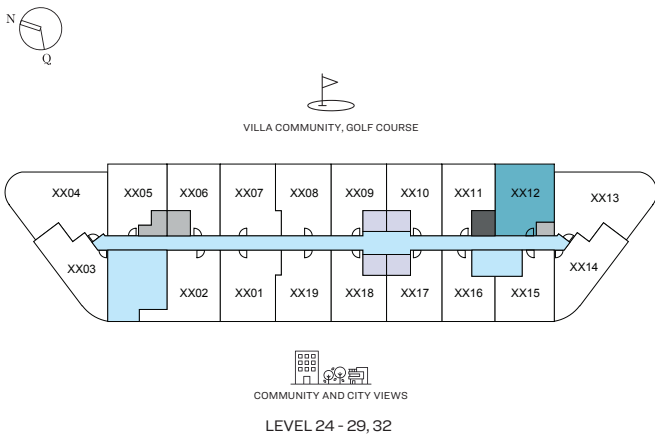 N
Q
VILLA COMMUNITY, GOLF COURSE
XX04 XX05 XX06 XX07 XX08 XX09 XX10 XX11 XX12 XX13
XX03 XX14
XX02 XX01 XX19 XX18 XX17 XX16 XX15
COMMUNITY AND CITY VIEWS
LEVEL 24 - 29, 32